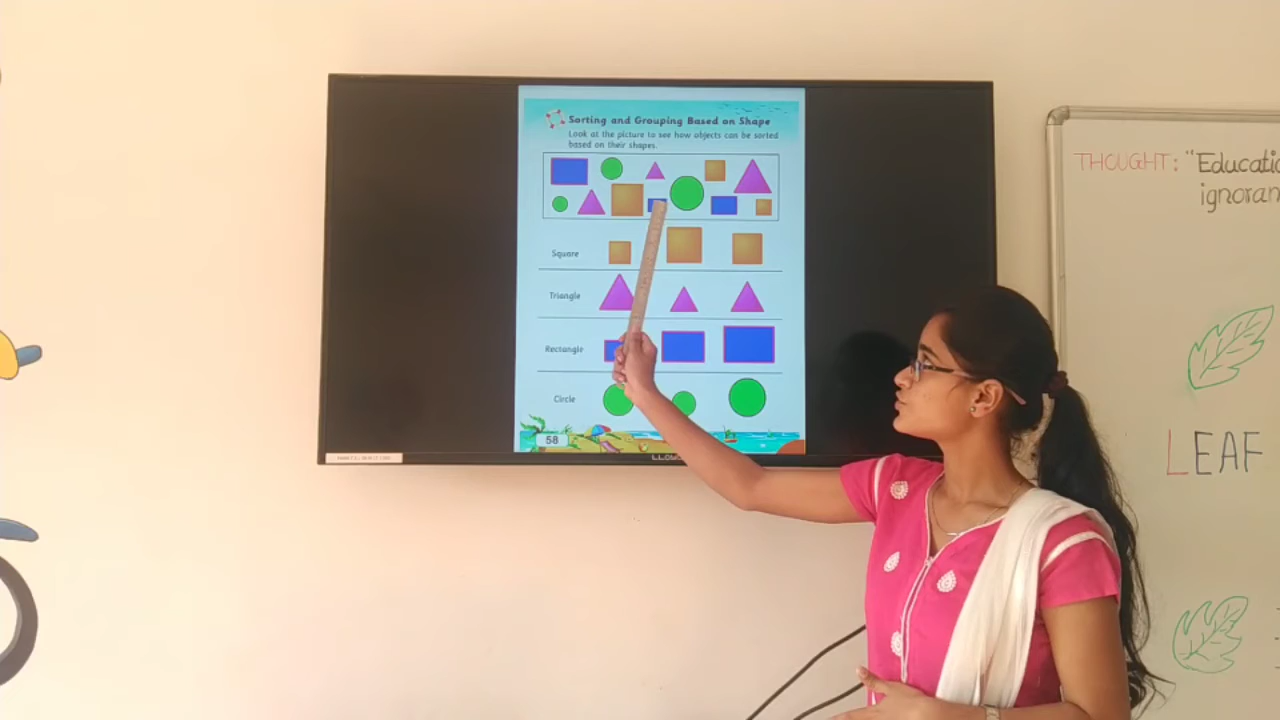 Sorting and Grouping Based on Shape
Look at the picture to see how objects can be sorted
based on their shapes.
Square
Triangle
Rectangle
Circle
58
THOUGHT: "Educatio
ignoran
LEAF